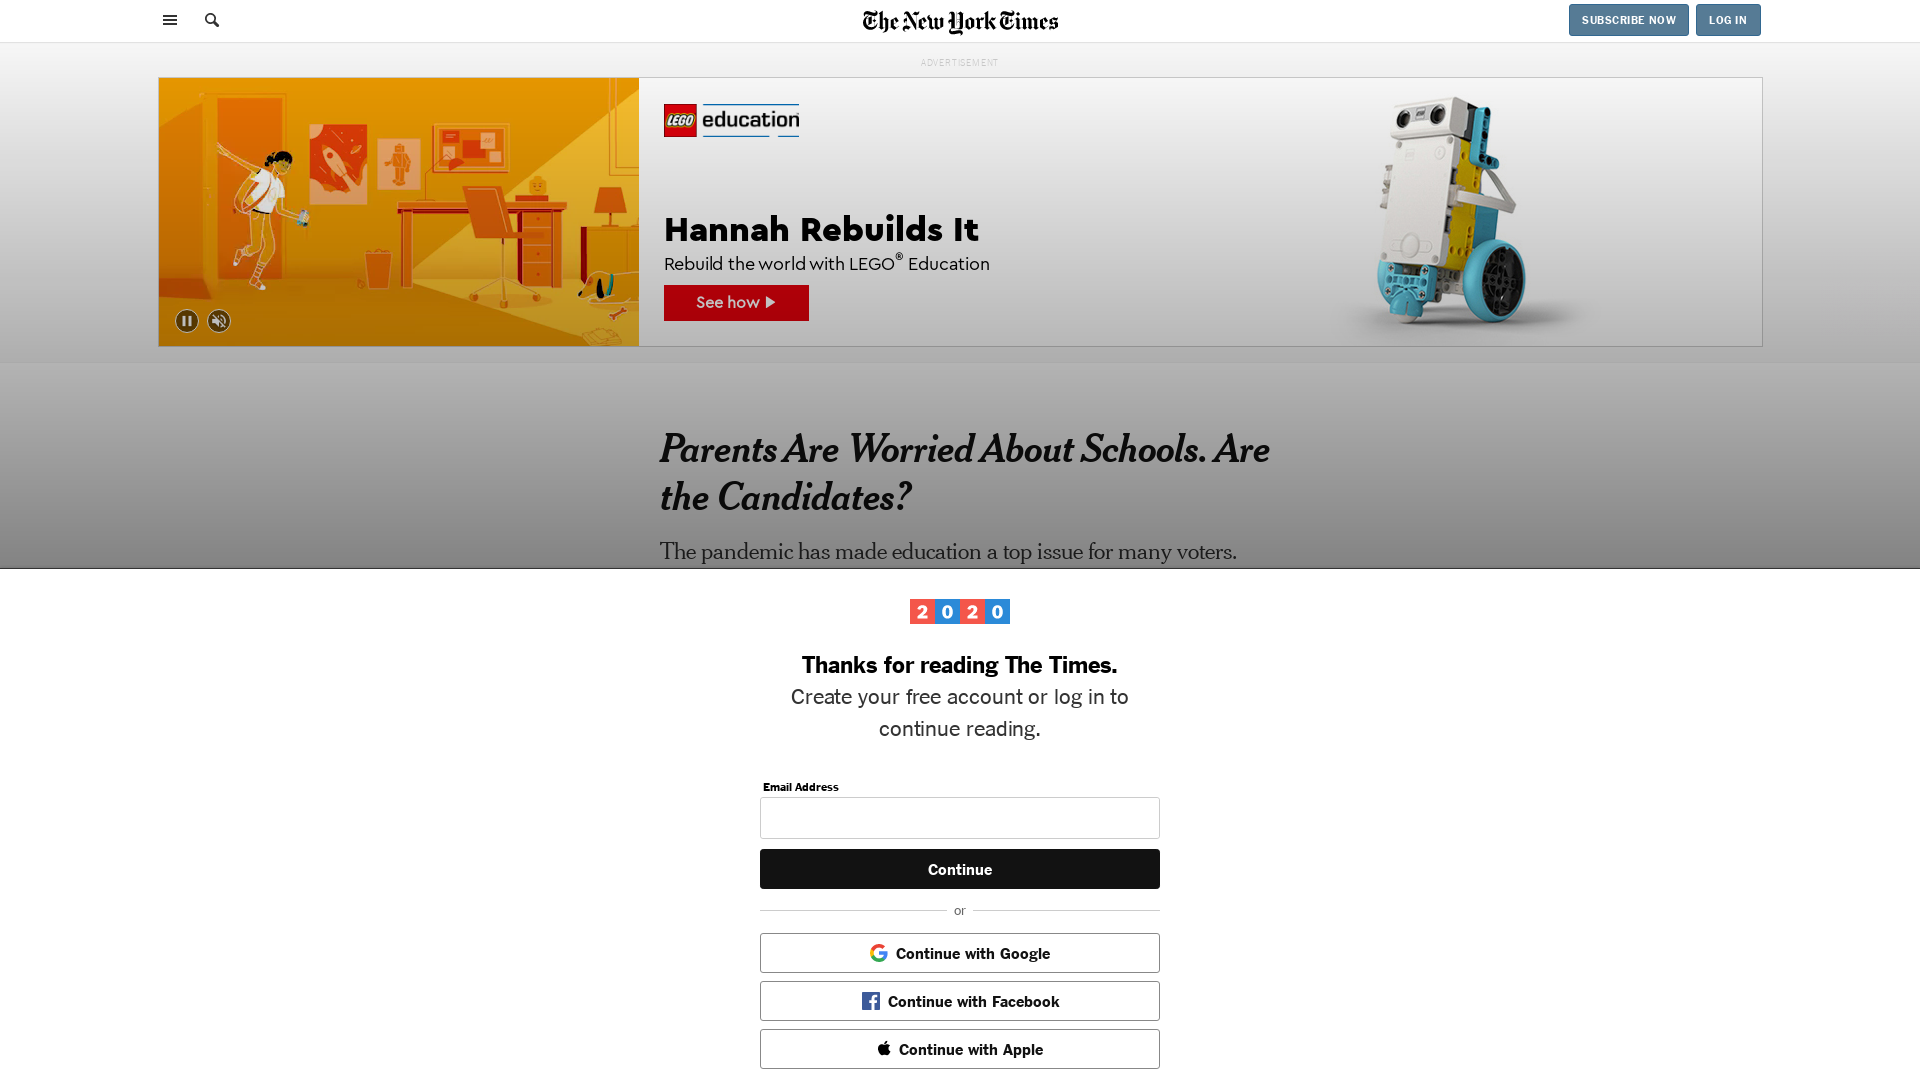 The New York Times
SUBSCRIBE NOW
LOG IN
ADVERTISEMENT
LEGO education
Hannah Rebuilds It
Rebuild the world with LEGO® Education
See how
Parents Are Worried About Schools. Are
the Candidates?
The pandemic has made education a top issue for many voters.
2020
Thanks for reading The Times.
Create your free account or log in to
continue reading.
Email Address
Continue
or
Continue with Google
Continue with Facebook
Continue with Apple